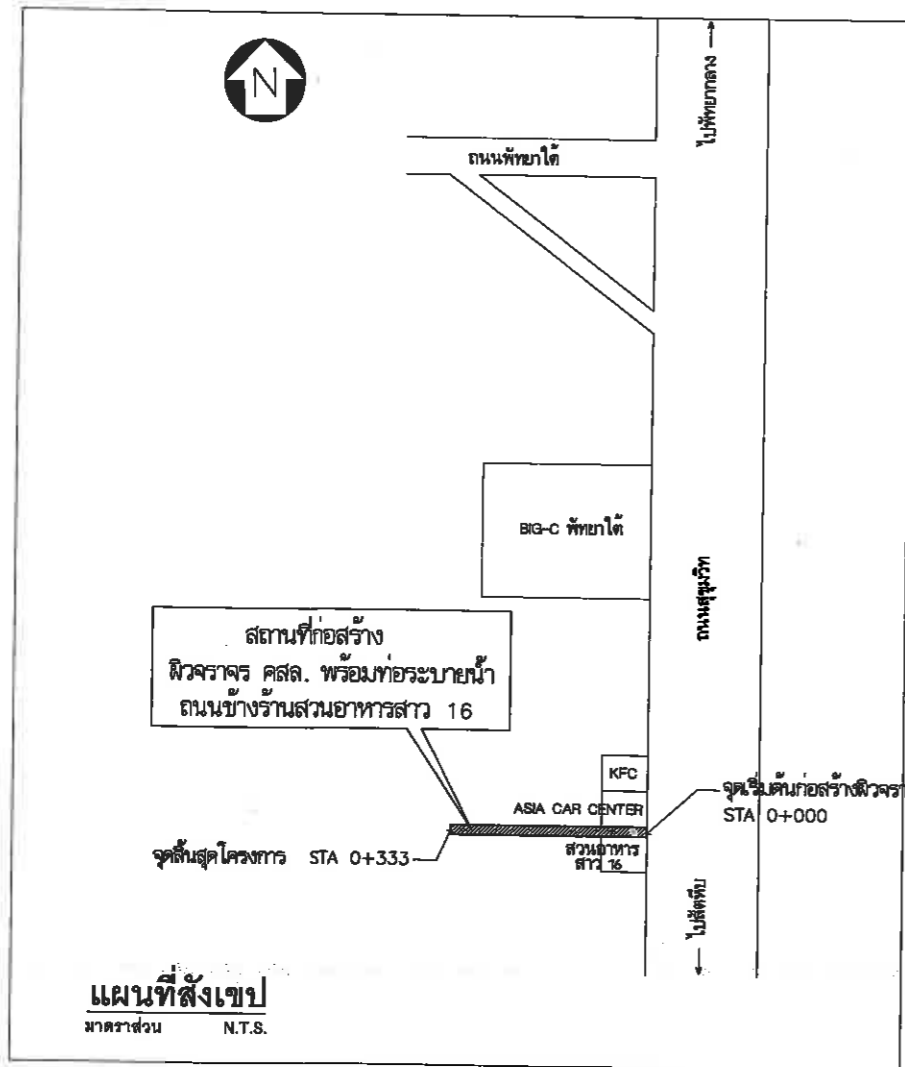 N
ไปพัทยากลาง
ถนนพัทยาใต้
BIG-C พัทยาใต้
ถนนสุขุมวิท
สถานที่ก่อสร้าง
ผิวจราจร คสล. พร้อมท่อระบายน้ำ
ถนนข้างร้านสวนอาหารสาว 16
KFC
ASIA CAR CENTER
จุดเริ่มต้นก่อสร้างผิวจรา
STA 0+000
จุดสิ้นสุดโครงการ STA 0+333
สวนอาหาร
สาว 16
ไปสัตหีบ
แผนที่สังเขป
มาตราส่วน N.T.S.